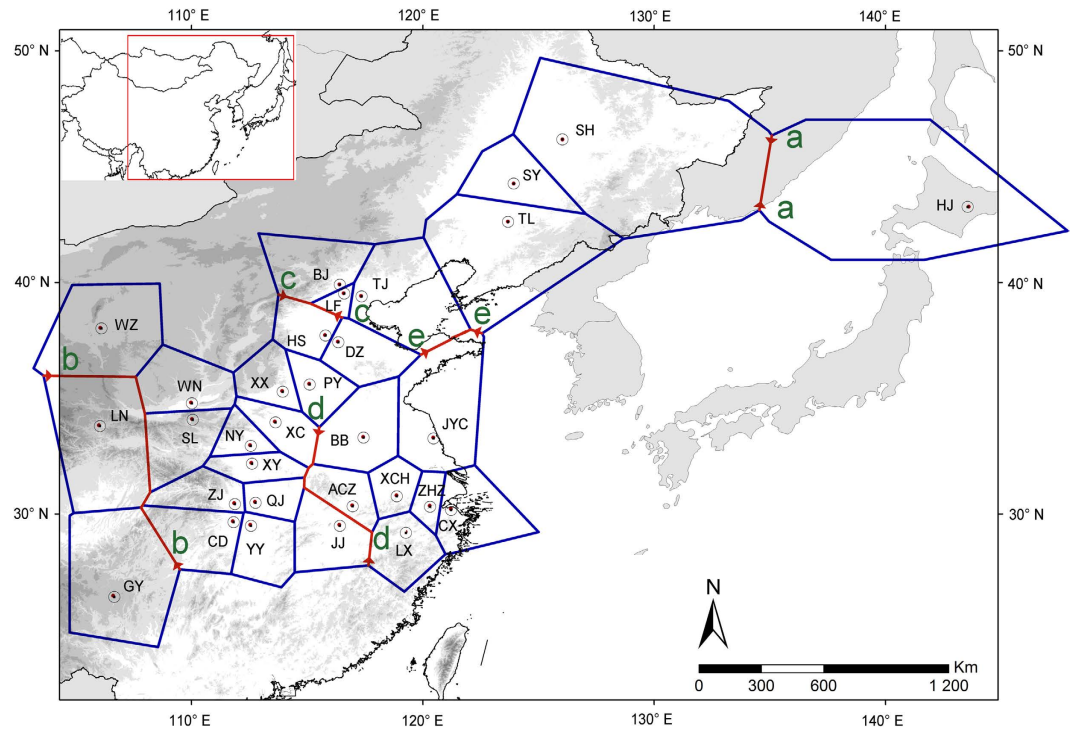 110° E 120° E 130° E 140° E
50° N 50° N
SH
a
SY
a
HJ
TL
40° N 40° N
BJ
TJ
c
LF
c
e
e
WZ
HS
DZ
b
WN
XX
PY
LN
d
SL
NY
XC
BB
JYC
XY
XCH
ZHZ
ZJ
QJ
ACZ
30° N 30° N
CX
b
CD
YY
JJ
d
LX
GY
N
Km
0 300 600 1 200
110° E 120° E 130° E 140° E